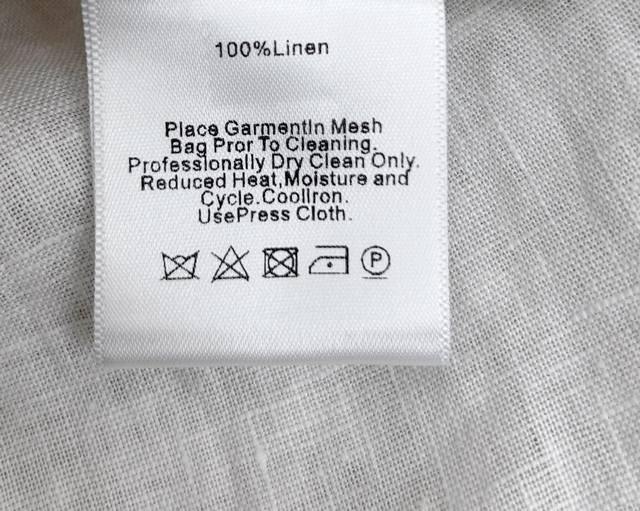 100%Linen
Place GarmentIn Mesh
Bag Pror To Cleaning.
Professionally Dry Clean Only.
Reduced Heat,Moisture and
Cycle.CoolIron.
UsePress Cloth.
P